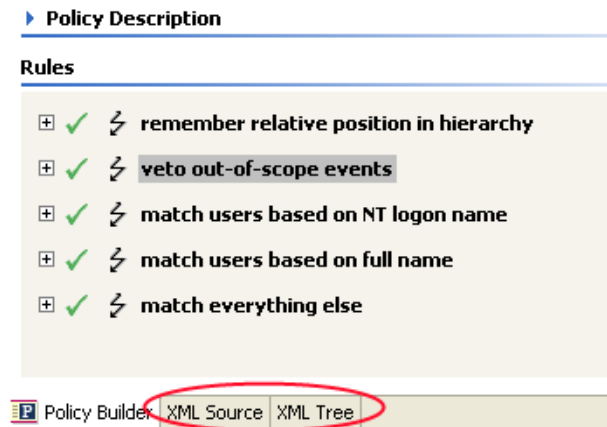 Policy Description
Rules
remember relative position in hierarchy
veto out-of-scope events
match users based on NT logon name
match users based on full name
match everything else
Policy Builder XML Source XML Tree